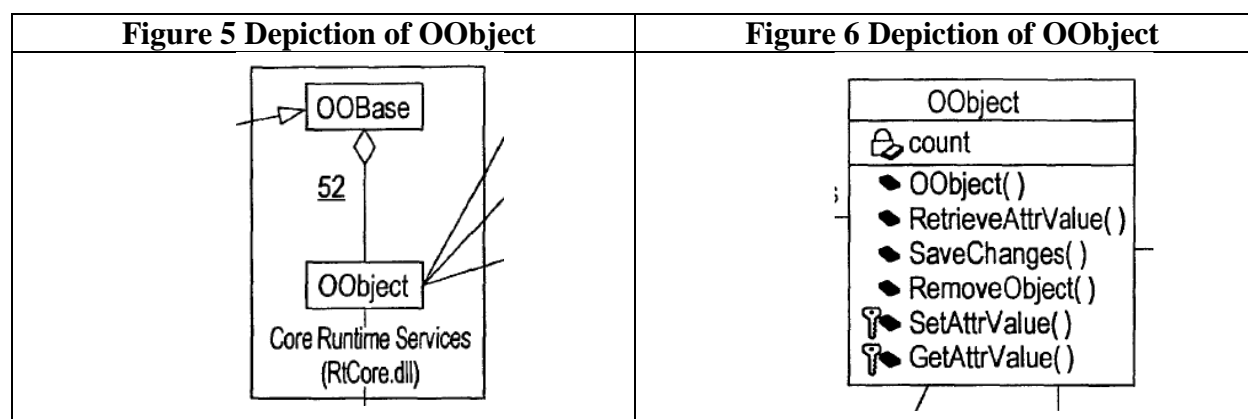 Figure 5 Depiction of OObject
Figure 6 Depiction of OObject
OOBase
52
OObject
Core Runtime Services
(RtCore.dll)
OObject
count
OObject( )
RetrieveAttrValue( )
SaveChanges( )
RemoveObject( )
SetAttrValue( )
GetAttrValue( )